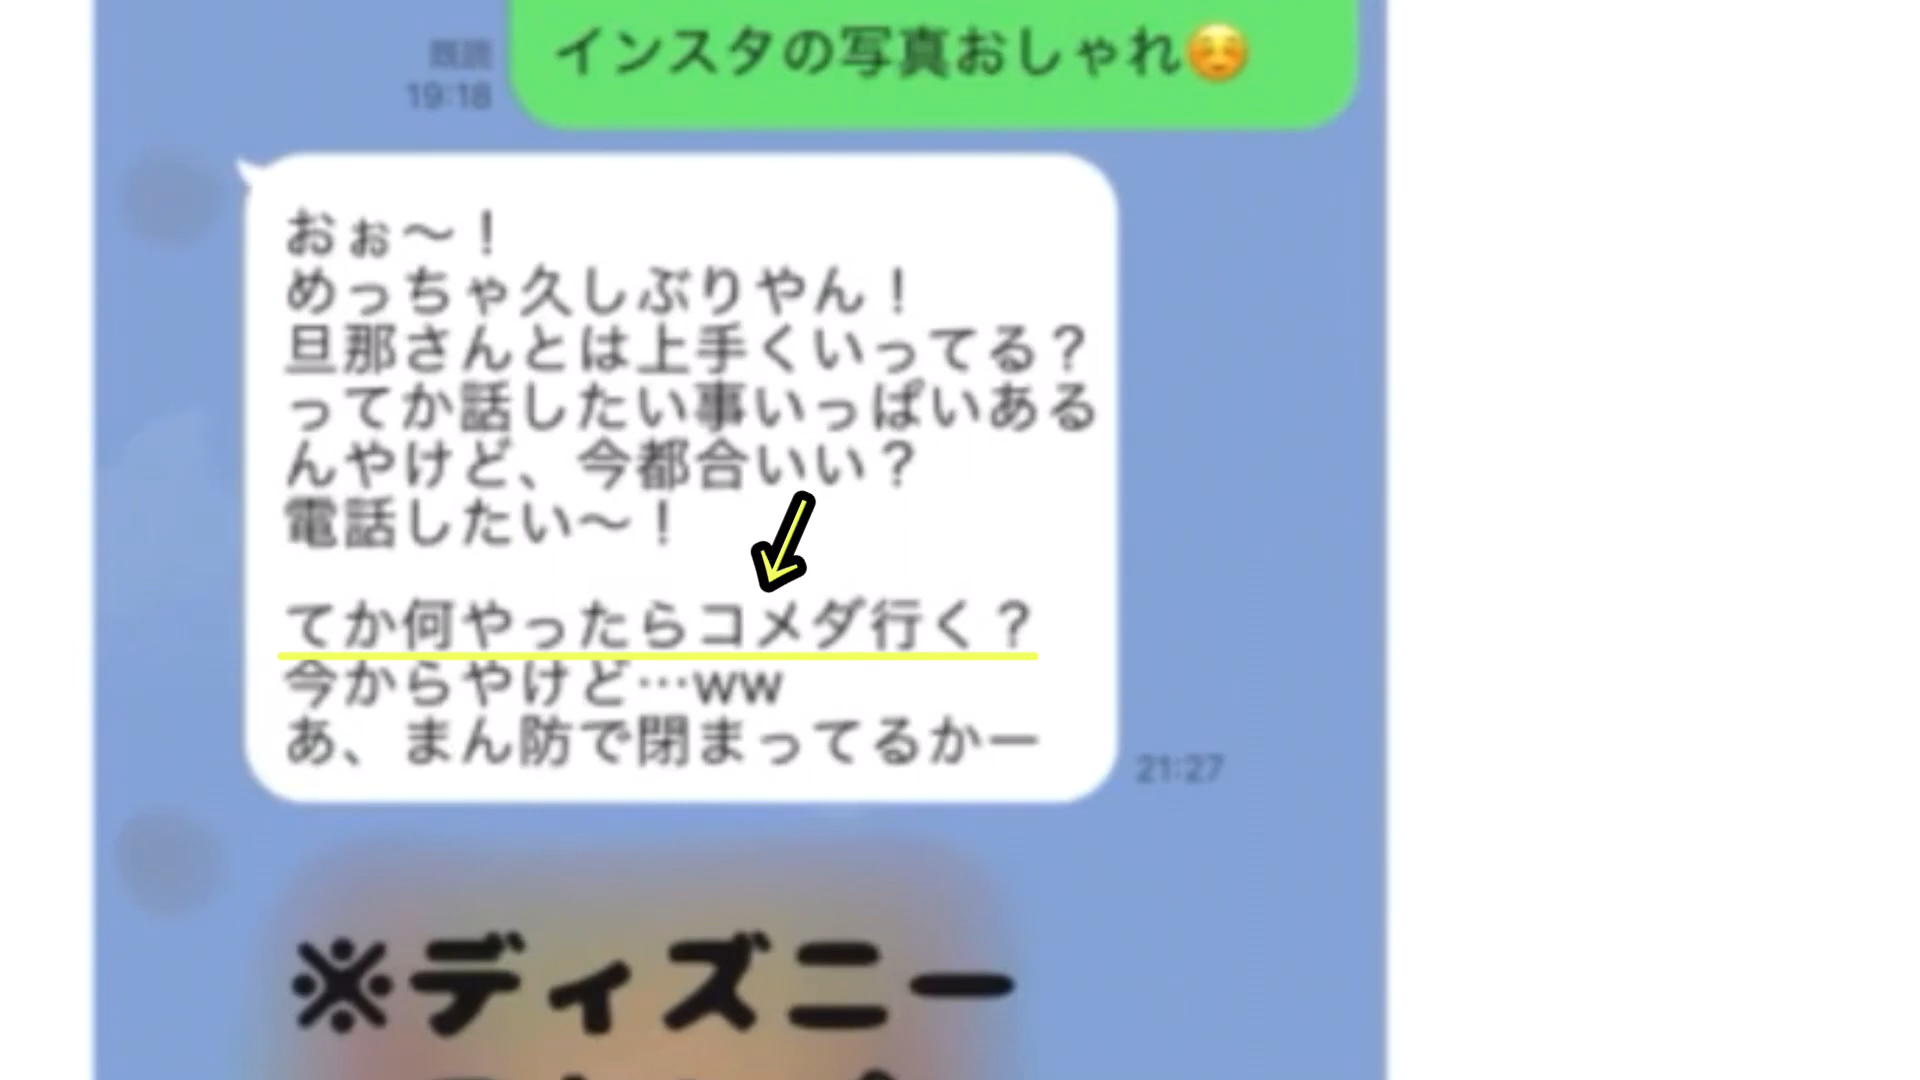 インスタの写真おしゃれ☺️
既読
19:18
おぉ〜！
めっちゃ久しぶりやん！
旦那さんとは上手くいってる？
ってか話したい事いっぱいある
んやけど、今都合いい？
電話したい〜！
てか何やったらコメダ行く？
今からやけど…ww
あ、まん防で閉まってるかー
21:27
※ディズニー